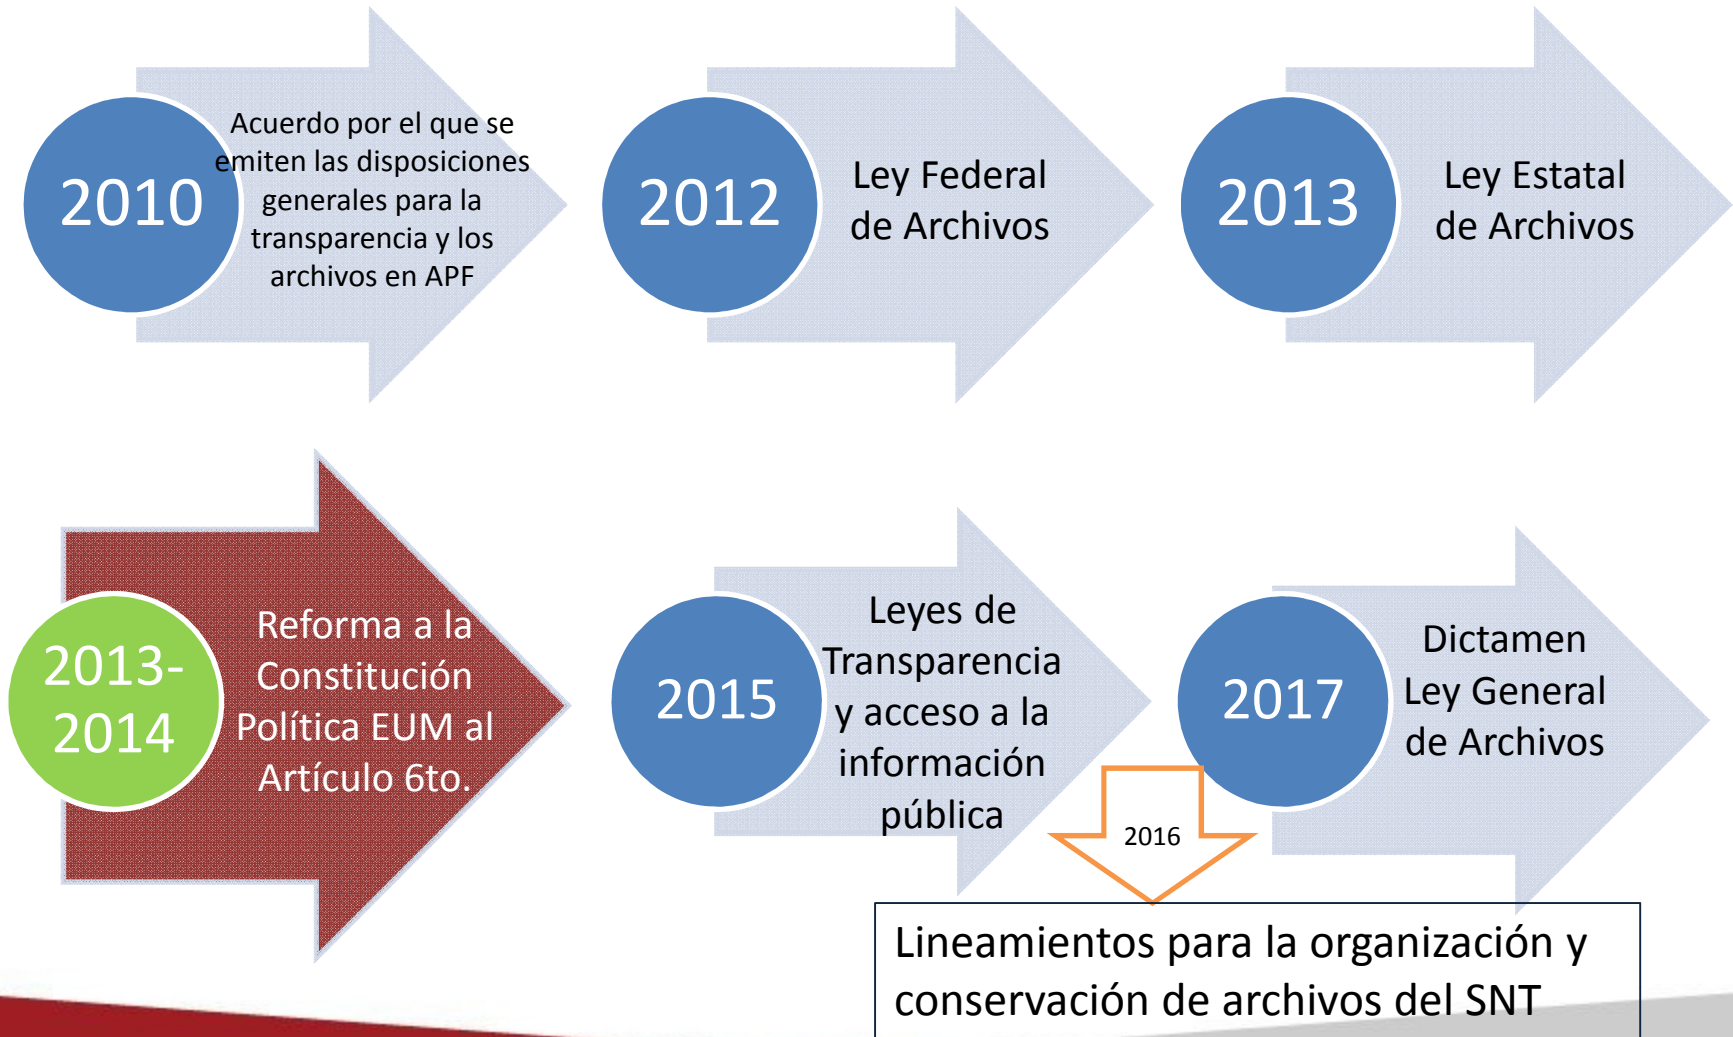 2010
Acuerdo por el que se
emiten las disposiciones
generales para la
transparencia y los
archivos en APF
2012
Ley Federal
de Archivos
2013
Ley Estatal
de Archivos
2013-
2014
Reforma a la
Constitución
Política EUM al
Artículo 6to.
2015
Leyes de
Transparencia
y acceso a la
información
pública
2017
Dictamen
Ley General
de Archivos
2016
Lineamientos para la organización y
conservación de archivos del SNT